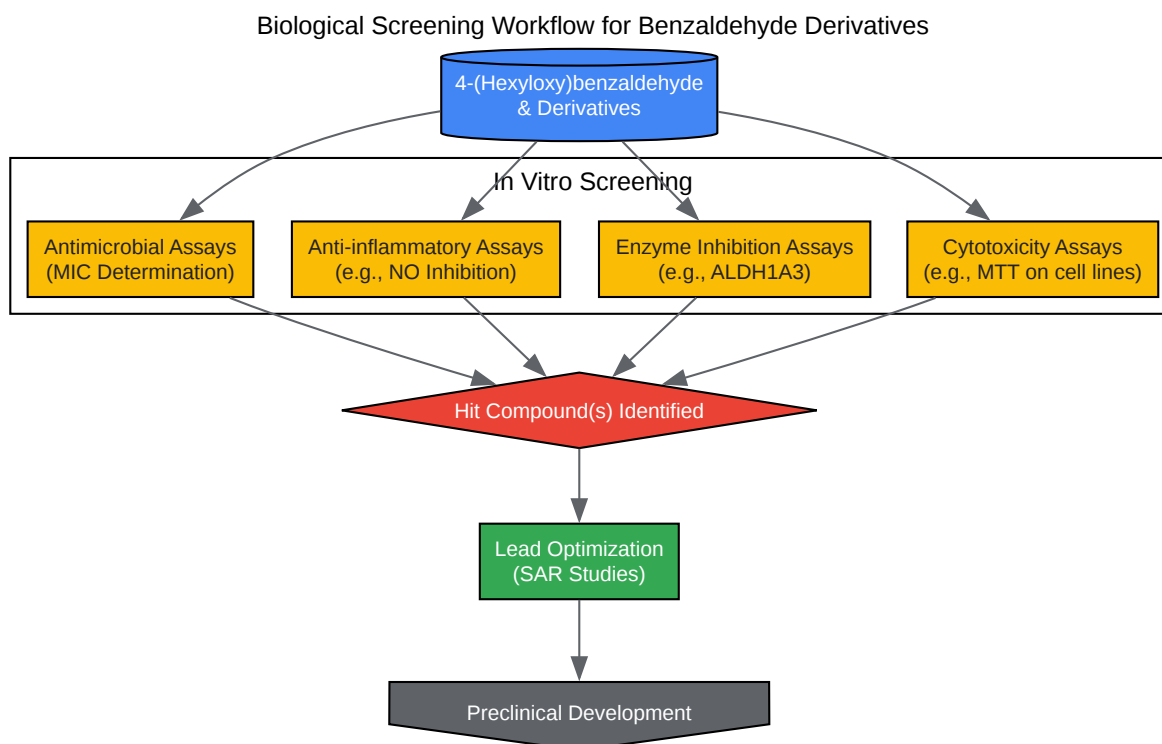 Biological Screening Workflow for Benzaldehyde Derivatives
4-(Hexyloxy)benzaldehyde
& Derivatives
In Vitro Screening
Antimicrobial Assays
(MIC Determination)
Anti-inflammatory Assays
(e.g., NO Inhibition)
Enzyme Inhibition Assays
(e.g., ALDH1A3)
Cytotoxicity Assays
(e.g., MTT on cell lines)
Hit Compound(s) Identified
Lead Optimization
(SAR Studies)
Preclinical Development